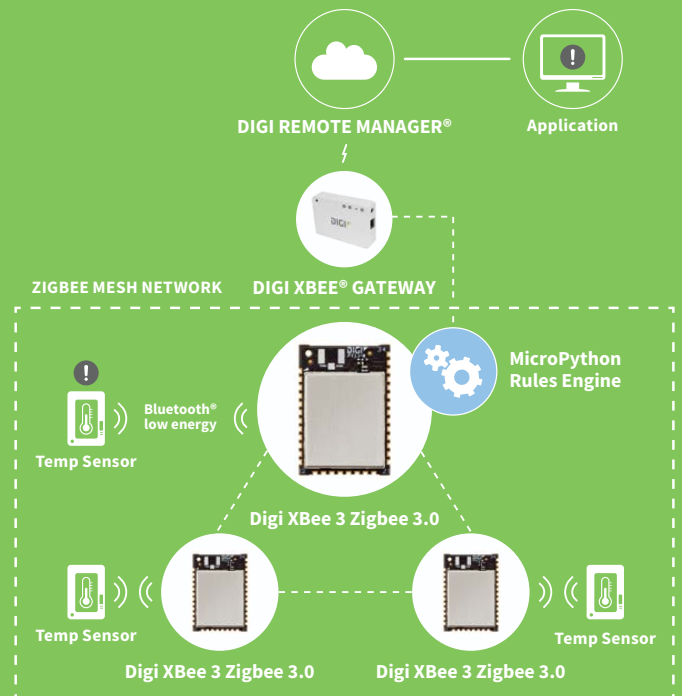 DIGI REMOTE MANAGER®
Application
DIGI
ZIGBEE MESH NETWORK
DIGI XBEE® GATEWAY
MicroPython
Rules Engine
DIGI
Bluetooth®
low energy
Temp Sensor
Digi XBee 3 Zigbee 3.0
Temp Sensor
Temp Sensor
Digi XBee 3 Zigbee 3.0
Digi XBee 3 Zigbee 3.0